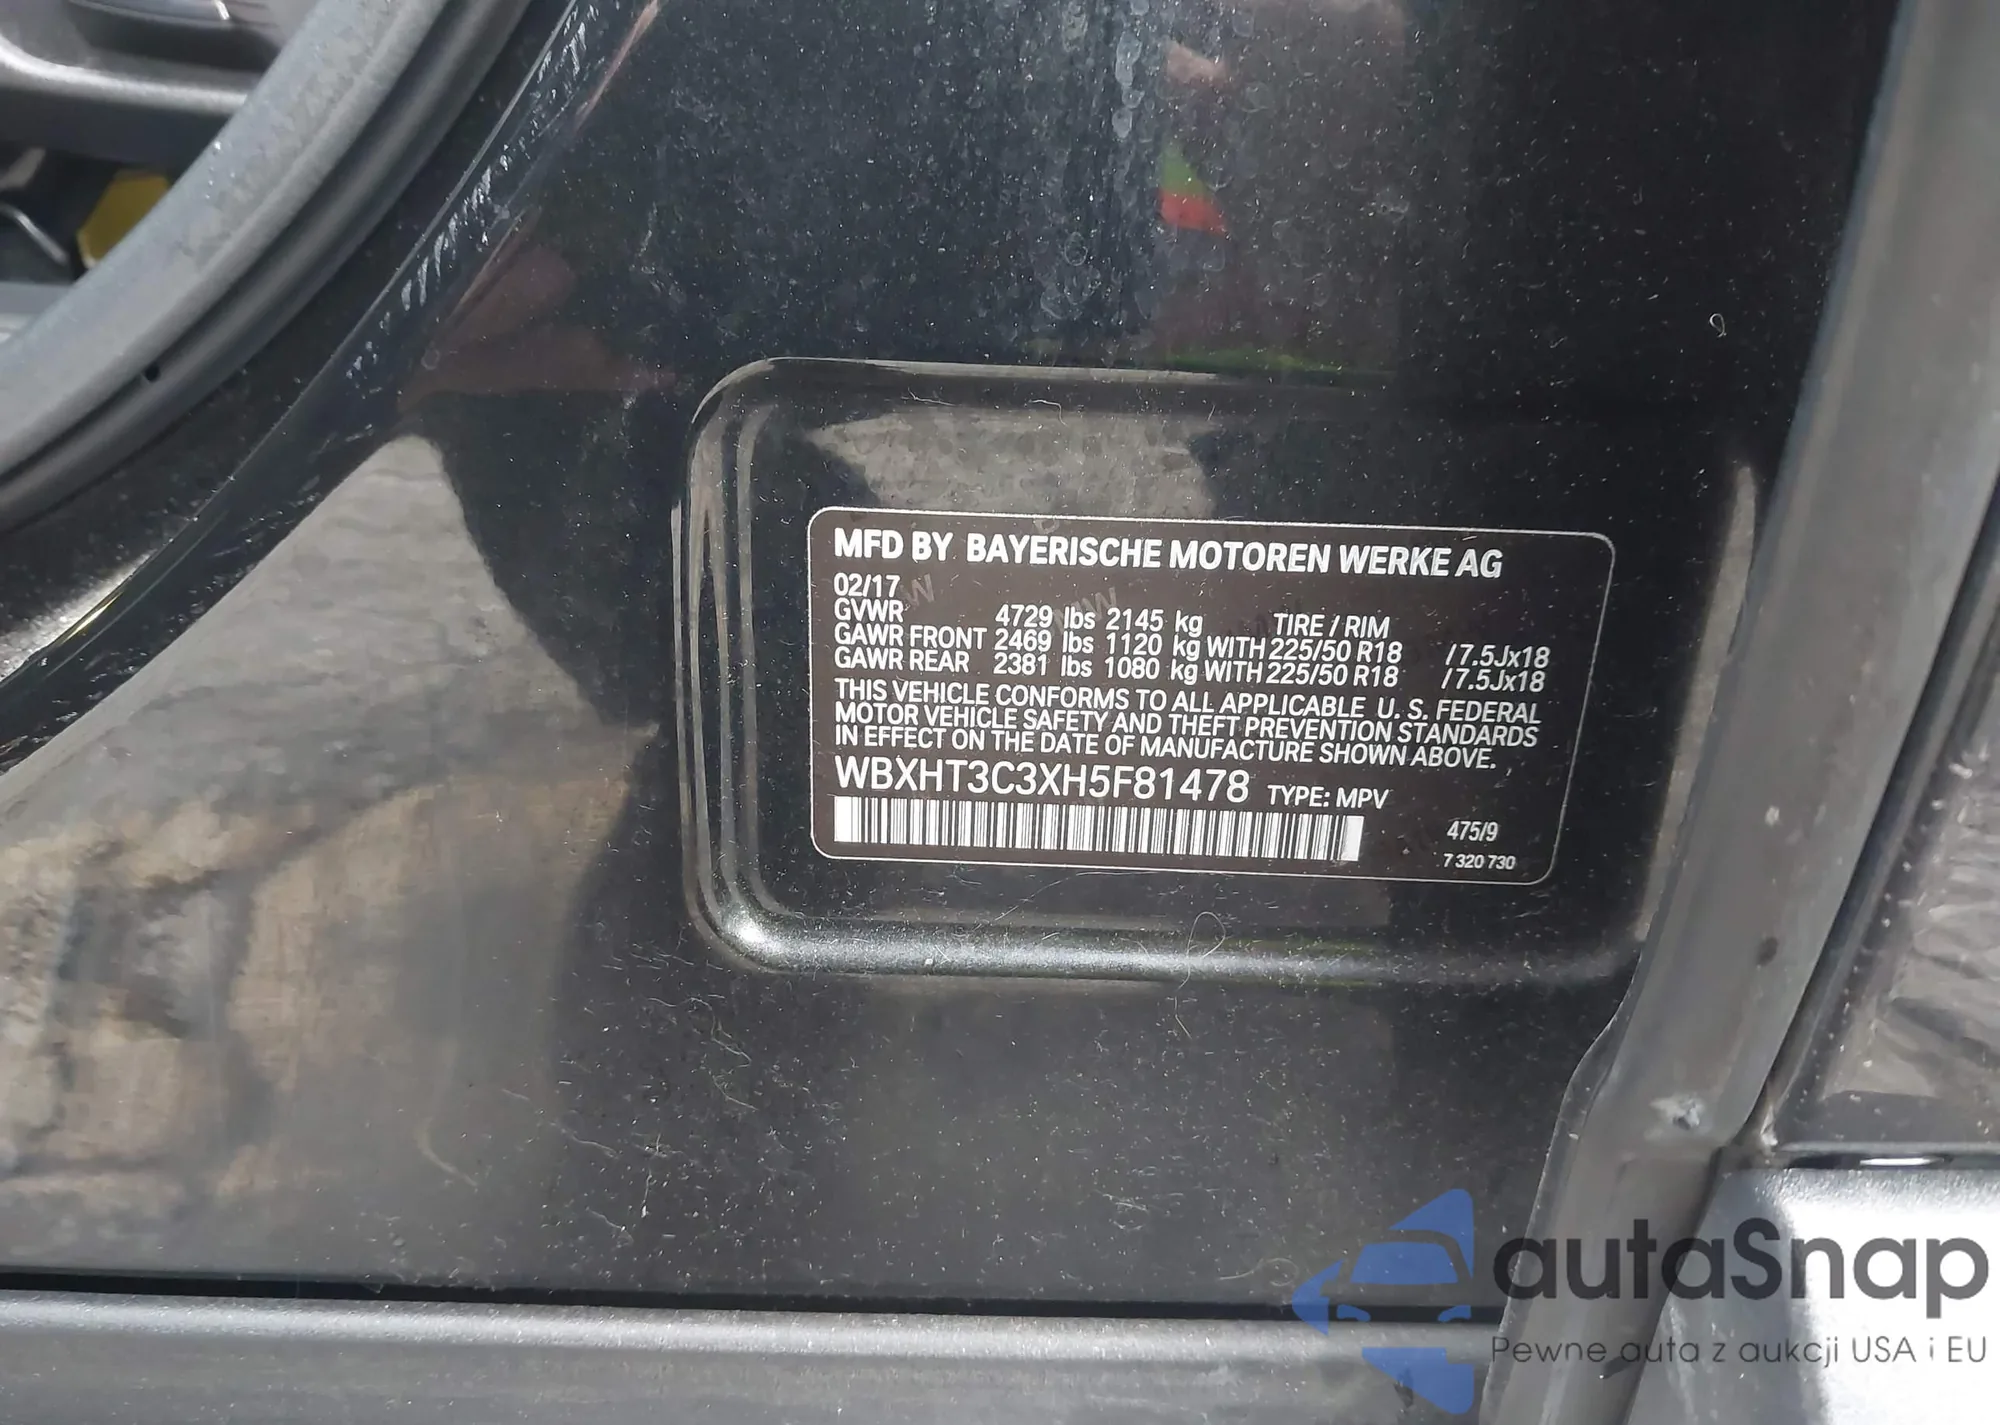 MFD BY BAYERISCHE MOTOREN WERKE AG
02/17
GVWR 4729 lbs 2145 kg TIRE / RIM
GAWR FRONT 2469 lbs 1120 kg WITH 225/50 R18 / 7.5Jx18
GAWR REAR 2381 lbs 1080 kg WITH 225/50 R18 / 7.5Jx18
THIS VEHICLE CONFORMS TO ALL APPLICABLE U. S. FEDERAL
MOTOR VEHICLE SAFETY AND THEFT PREVENTION STANDARDS
IN EFFECT ON THE DATE OF MANUFACTURE SHOWN ABOVE.
WBXHT3C3XH5F81478 TYPE: MPV
475/9
7 320 730
autaSnap
Pewne auta z aukcji USA i EU